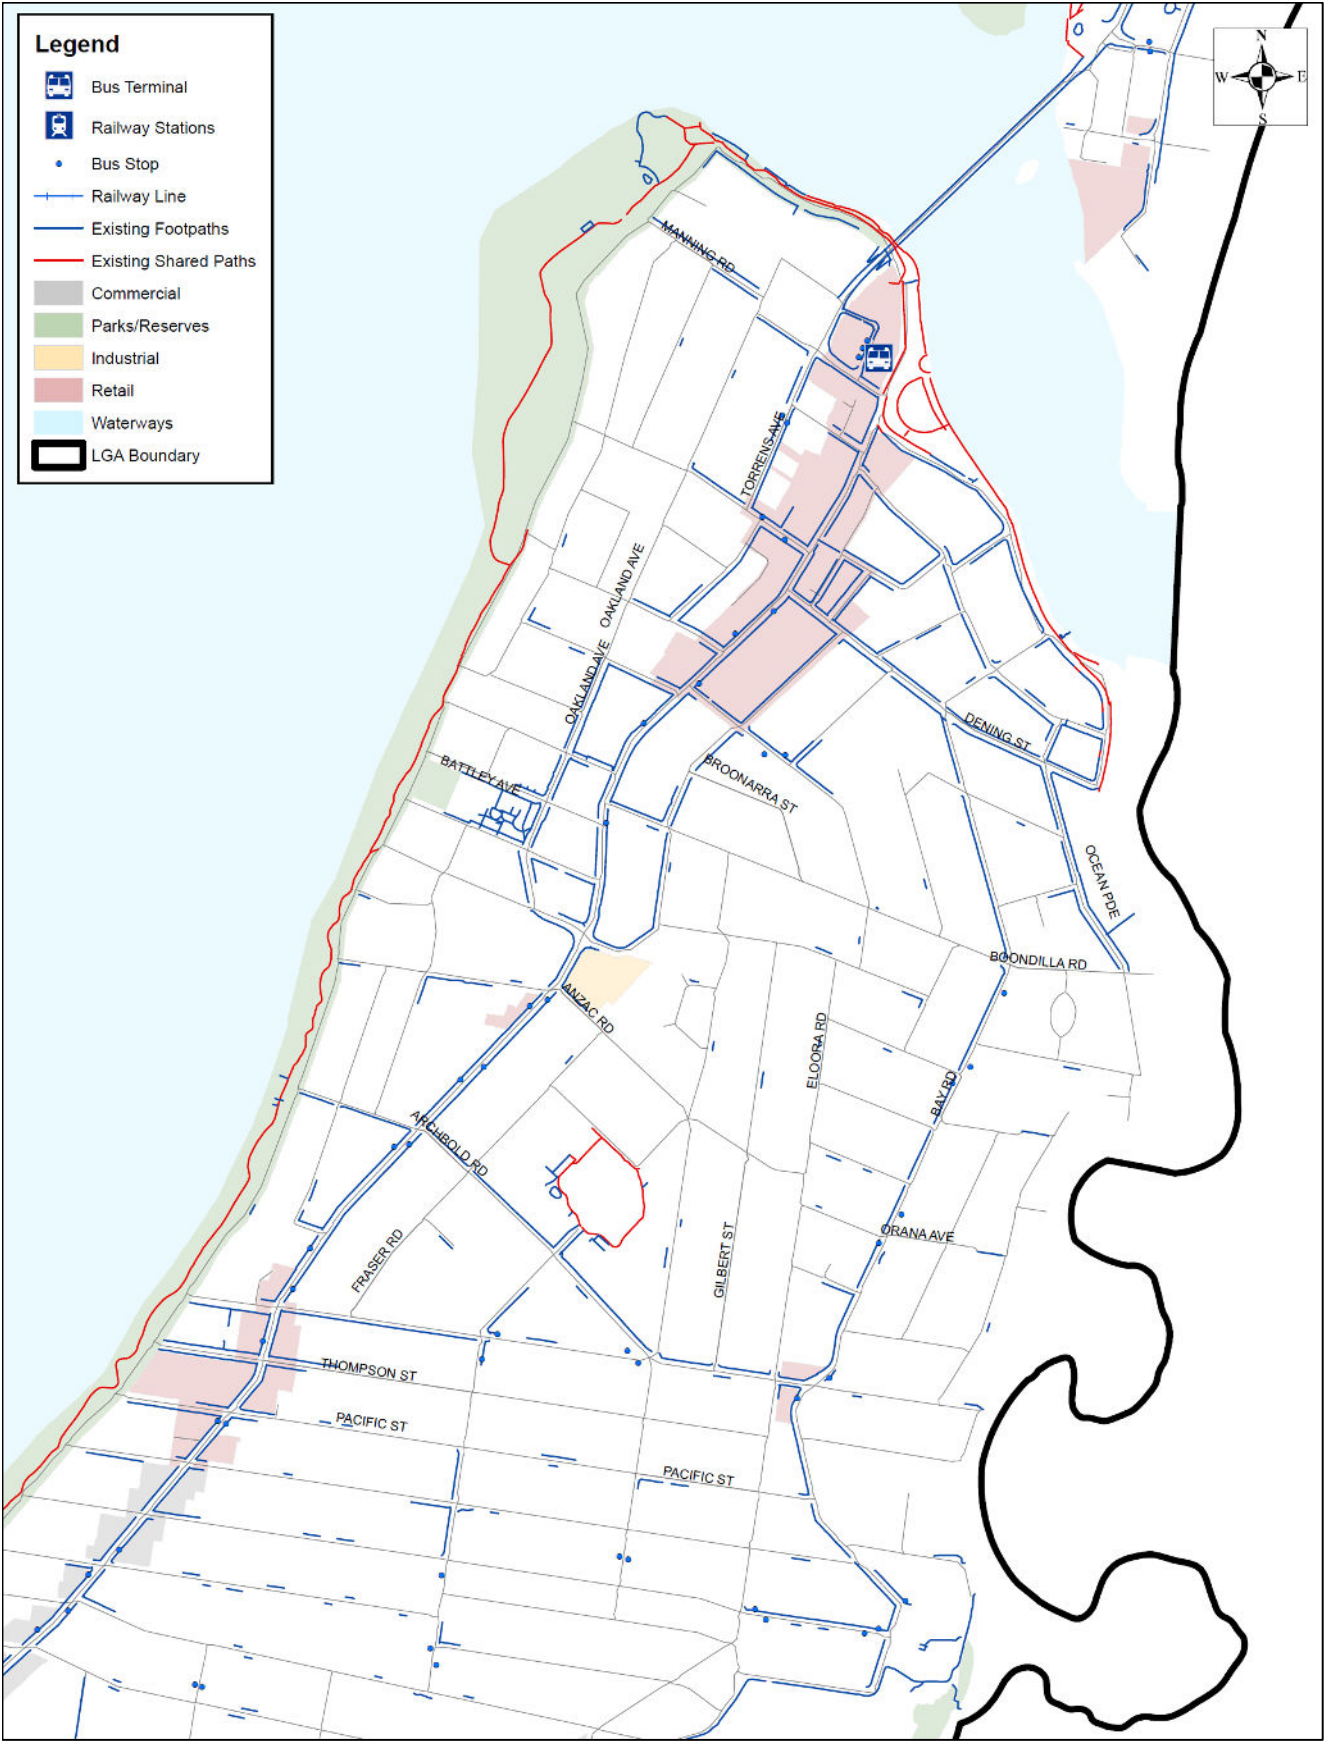 Legend
Bus Terminal
Railway Stations
Bus Stop
Railway Line
Existing Footpaths
Existing Shared Paths
Commercial
Parks/Reserves
Industrial
Retail
Waterways
LGA Boundary
N
W E
S
MANNING RD
TORRENS AVE
OAKLAND AVE
OAKLAND AVE
DENING ST
BATTLEY AVE
BROONARRA ST
OCEAN PDE
BOONDILLA RD
ANZAC RD
ELOORA RD
BAY RD
ARCHBOLD RD
ORANA AVE
FRASER RD
GILBERT ST
THOMPSON ST
PACIFIC ST
PACIFIC ST